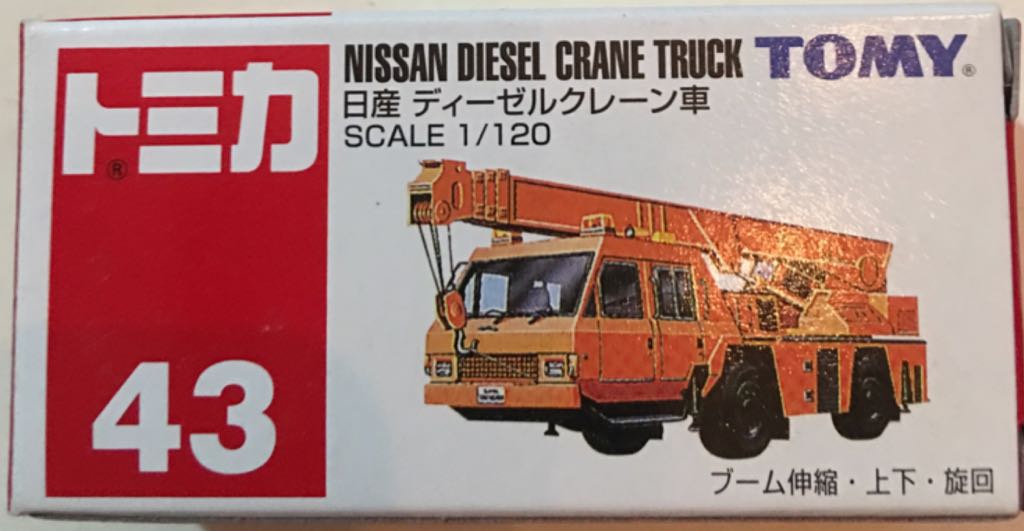 トミカ
®
43
NISSAN DIESEL CRANE TRUCK
TOMY®
日産 ディーゼルクレーン車
SCALE 1/120
ブーム伸縮・上下・旋回